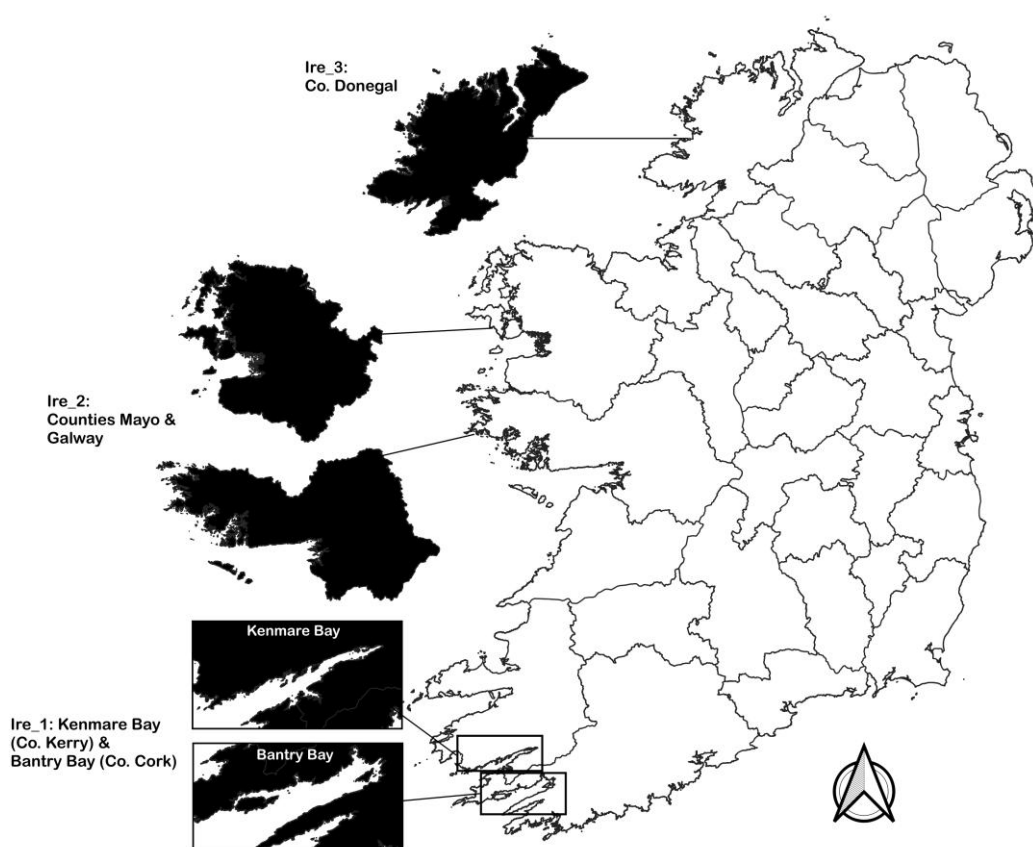 Ire_3:
Co. Donegal
Ire_2:
Counties Mayo &
Galway
Kenmare Bay
Ire_1: Kenmare Bay
(Co. Kerry) &
Bantry Bay (Co. Cork)
Bantry Bay